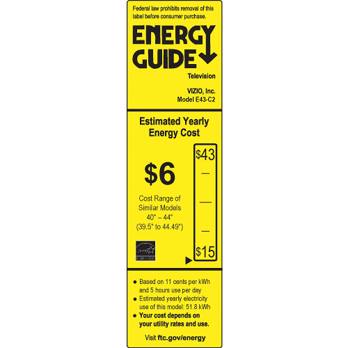 Federal law prohibits removal of this
label before consumer purchase.
ENERGY
GUIDE
Television
VIZIO, Inc.
Model E43-C2
Estimated Yearly
Energy Cost
$6
$43
Cost Range of
Similar Models
40" – 44"
(39.5" to 44.49")
$15
● Based on 11 cents per kWh
and 5 hours use per day
● Estimated yearly electricity
use of this model: 51.8 kWh
● Your cost depends on
your utility rates and use.
Visit ftc.gov/energy